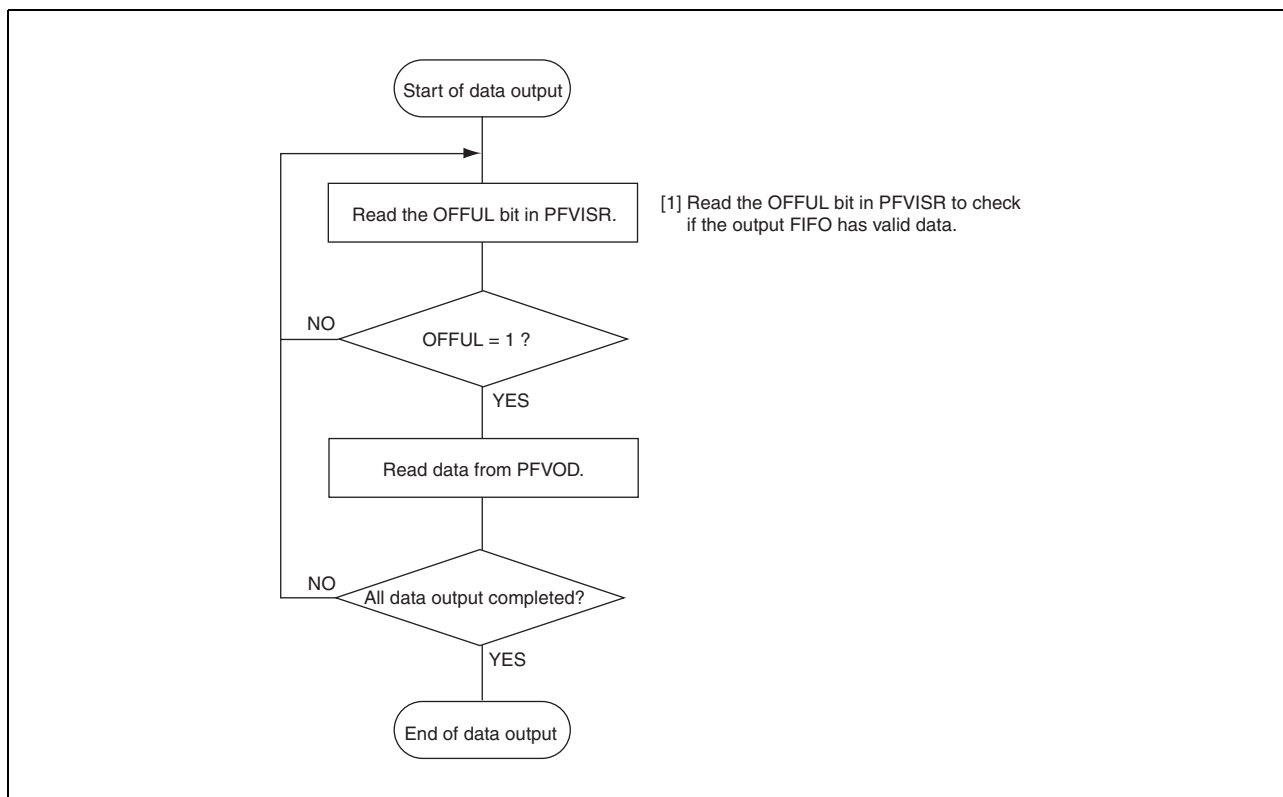 Start of data output
Read the OFFUL bit in PFVISR.
[1] Read the OFFUL bit in PFVISR to check
if the output FIFO has valid data.
NO
OFFUL = 1 ?
YES
Read data from PFVOD.
NO
All data output completed?
YES
End of data output